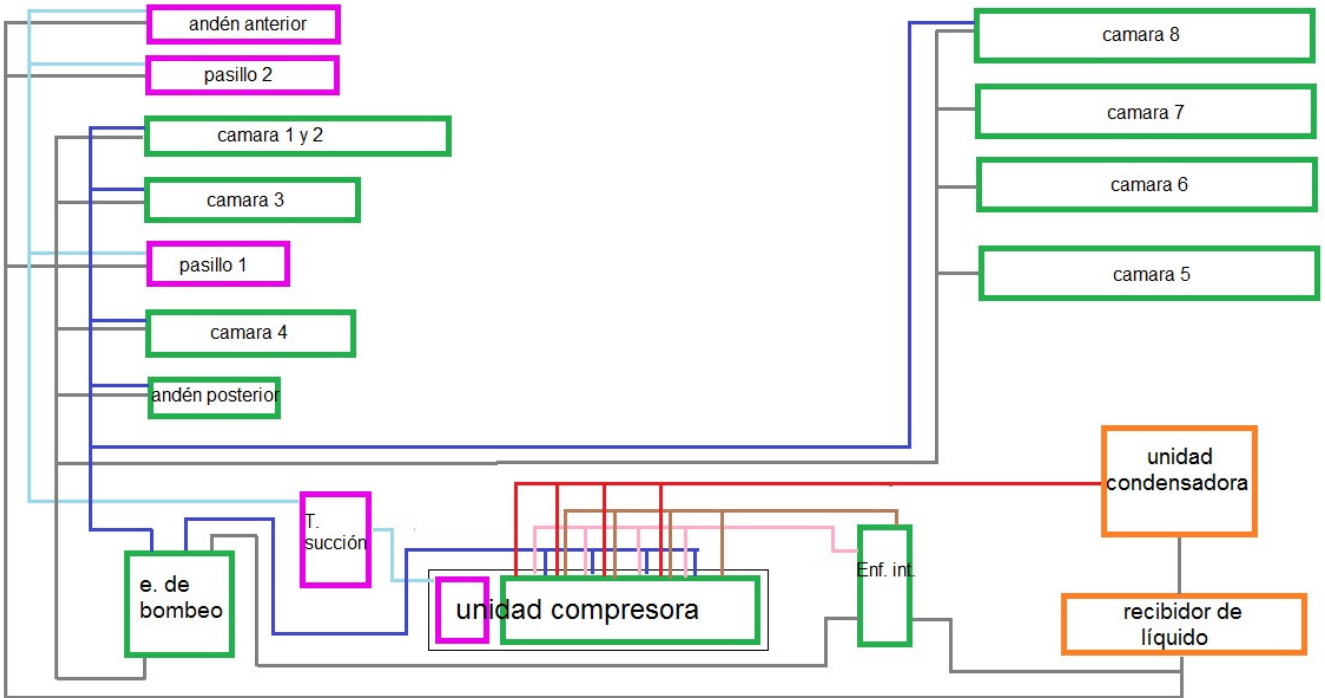 andén anterior
camara 8
pasillo 2
camara 7
camara 1 y 2
camara 6
camara 3
pasillo 1
camara 5
camara 4
andén posterior
unidad
condensadora
T.
succión
Enf. int.
e. de
bombeo
unidad compresora
recibidor de
líquido